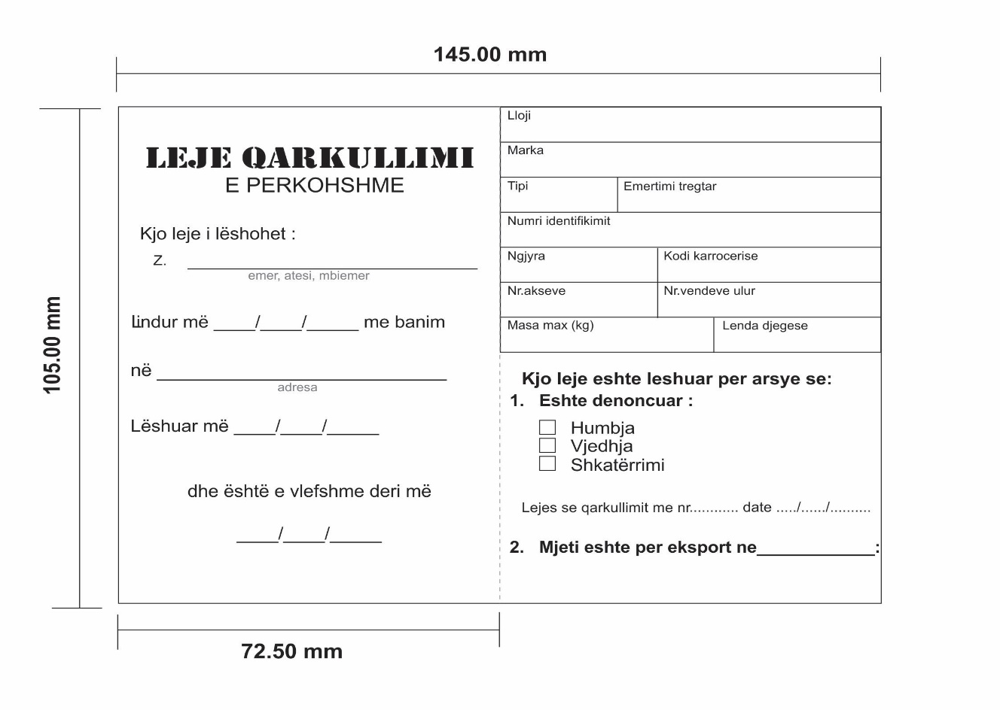 145.00 mm
105.00 mm
LEJE QARKULLIMI
E PERKOHSHME
Kjo leje i lëshohet :
Z. ________________
emer, atesi, mbiemer
Lindur më ____/____/_____ me banim
në ________________
adresa
Lëshuar më ____/____/_____
dhe është e vlefshme deri më
____/____/_____
72.50 mm
Lloji
Marka
Tipi Emertimi tregtar
Numri identifikimit
Ngjyra Kodi karrocerise
Nr.akseve Nr.vendeve ulur
Masa max (kg) Lenda djegese
Kjo leje eshte leshuar per arsye se:
1. Eshte denoncuar :
Humbja
Vjedhja
Shkatërrimi
Lejes se qarkullimit me nr............ date ...../....../..........
2. Mjeti eshte per eksport ne____________: